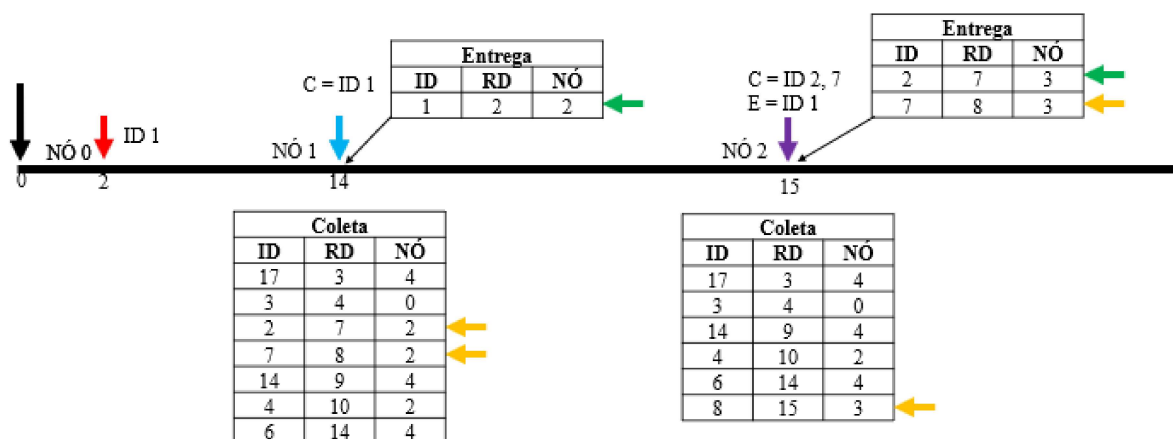 Entrega
ID RD NÓ
1 2 2
Entrega
ID RD NÓ
2 7 3
7 8 3
C = ID 1
C = ID 2, 7
E = ID 1
NÓ 0
ID 1
NÓ 1
NÓ 2
0
2
14
15
Coleta
ID RD NÓ
17 3 4
3 4 0
2 7 2
7 8 2
14 9 4
4 10 2
6 14 4
Coleta
ID RD NÓ
17 3 4
3 4 0
14 9 4
4 10 2
6 14 4
8 15 3